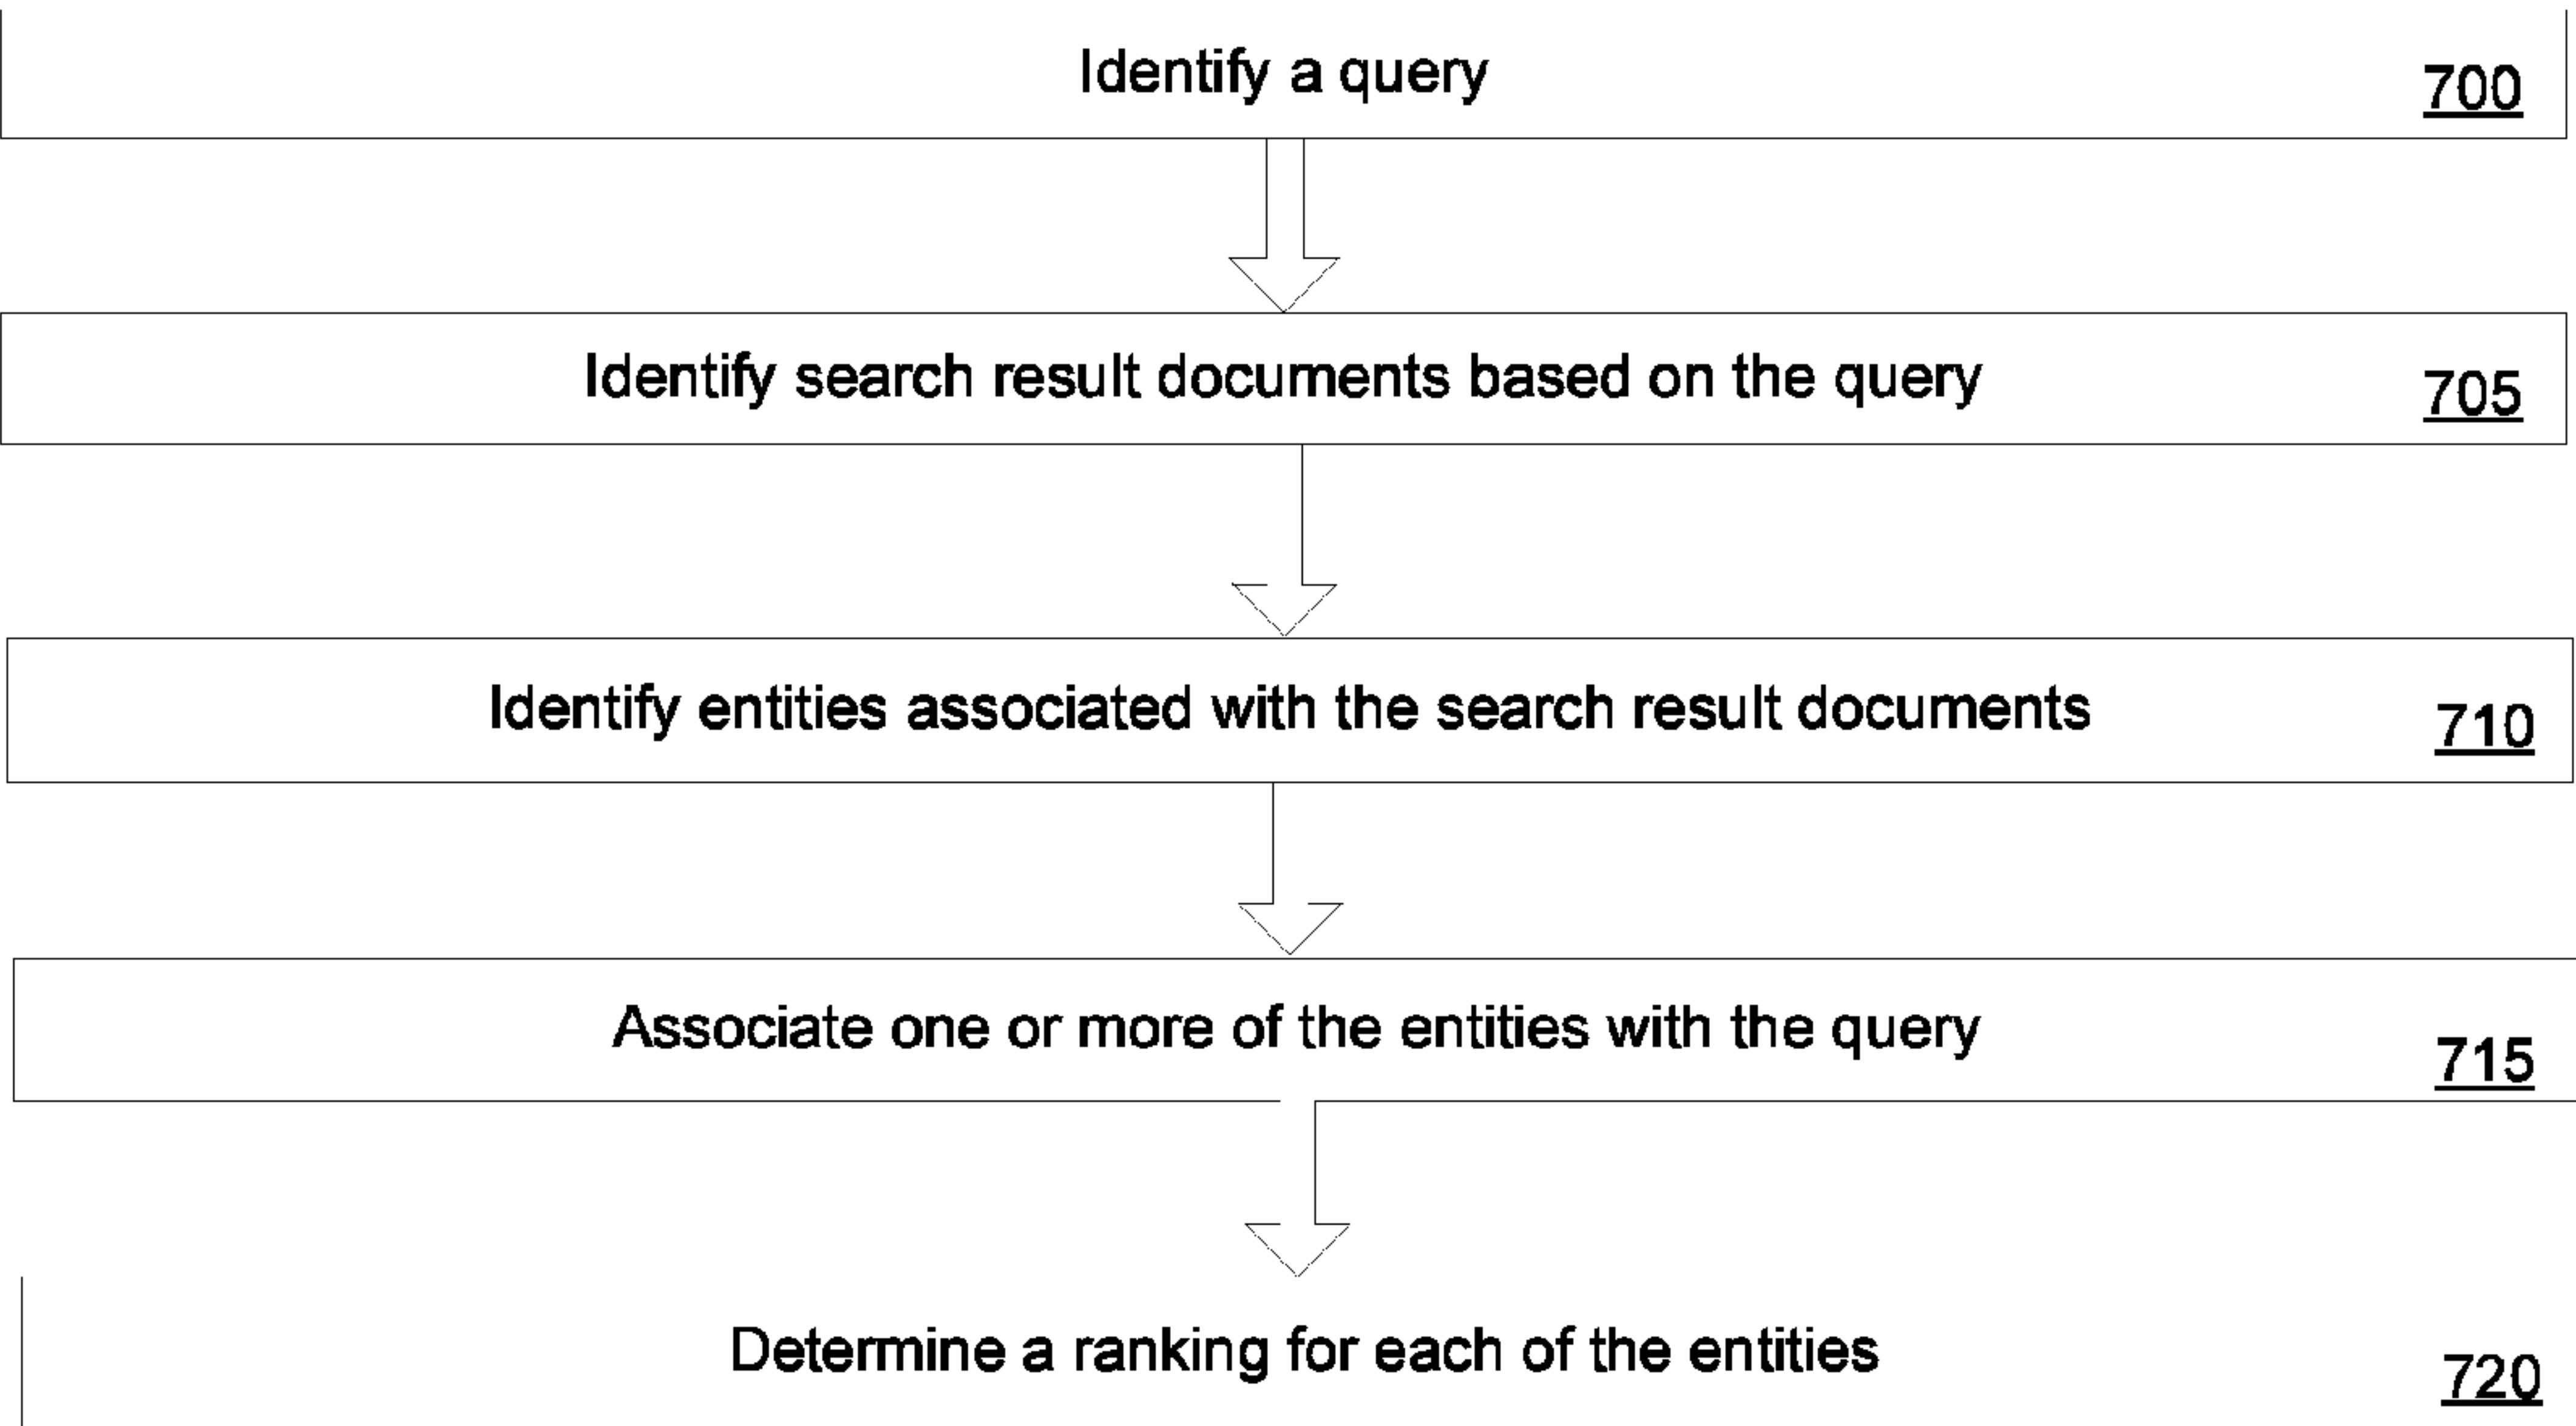 Identify a query
700
Identify search result documents based on the query
705
Identify entities associated with the search result documents
710
Associate one or more of the entities with the query
715
Determine a ranking for each of the entities
720